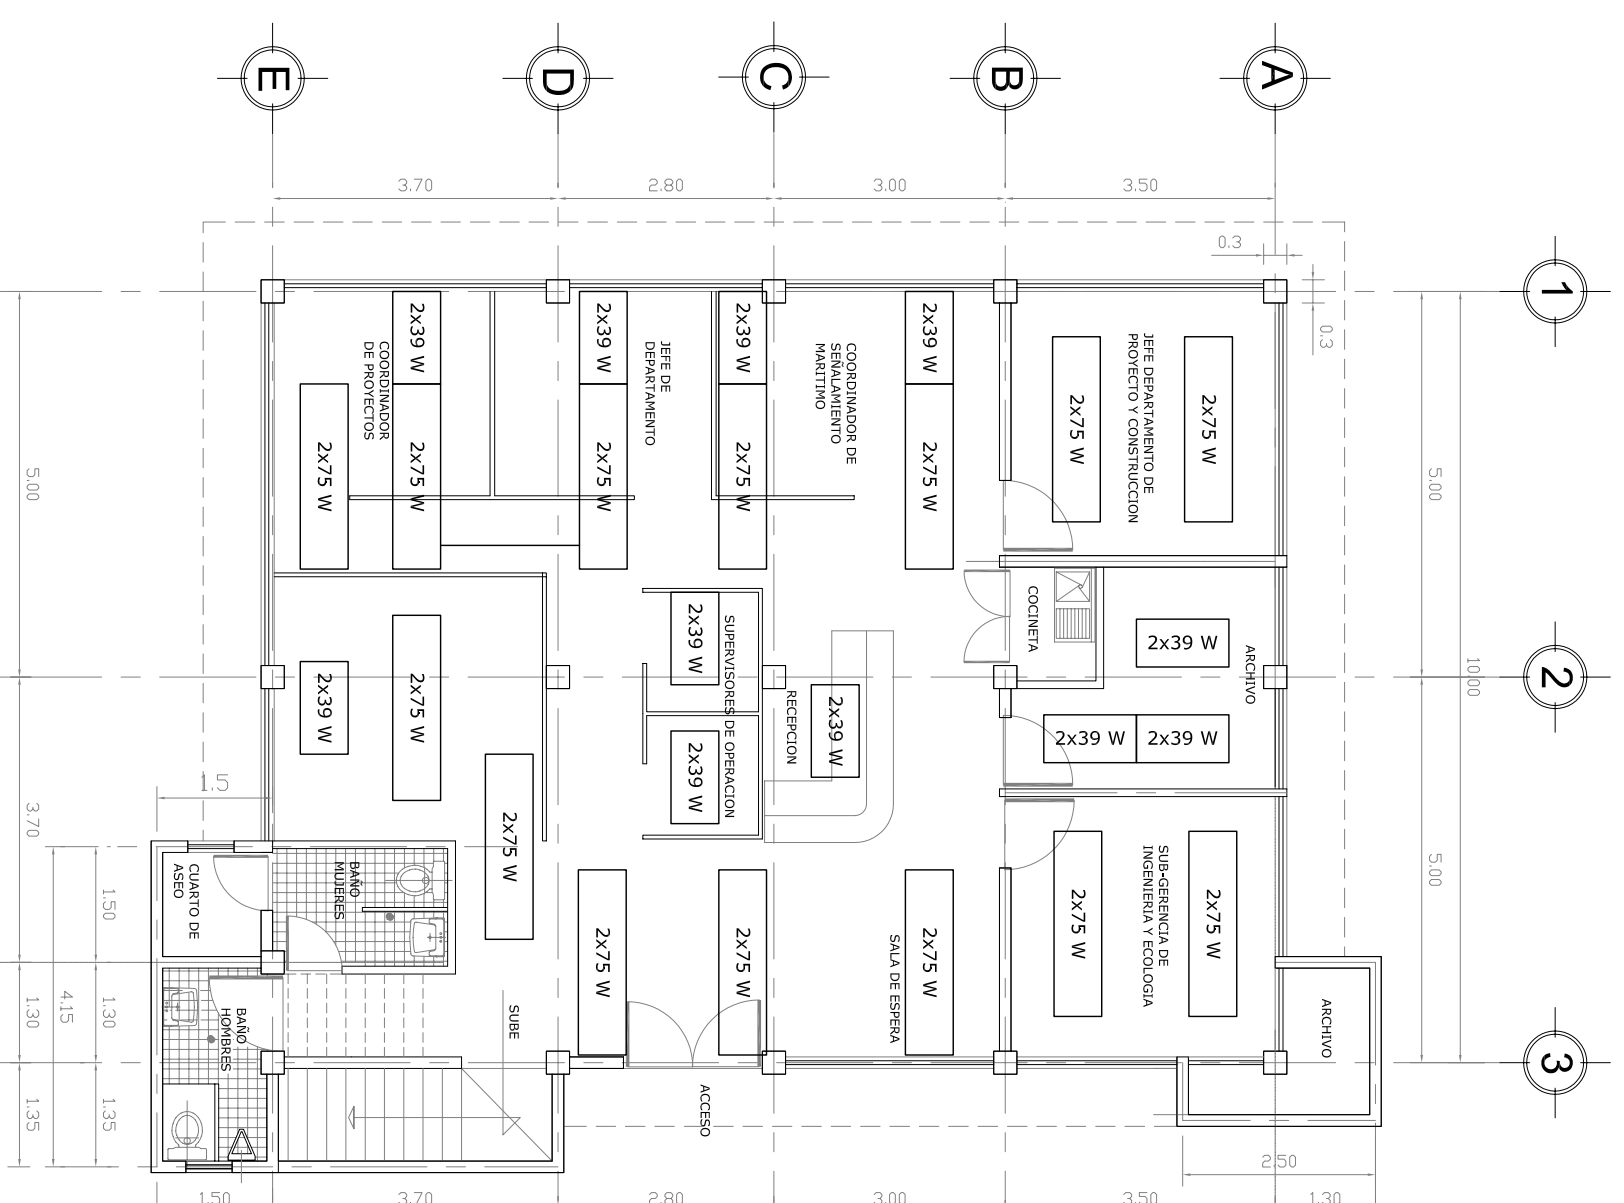 E
D
C
B
A
3.70
2.80
3.00
3.50
0.3
0.3
1
2
3
5.00
10.00
5.00
5.00
3.70
2x39 W
2x39 W
2x39 W
2x39 W
2x75 W
2x75 W
2x75 W
2x75 W
2x75 W
2x75 W
2x75 W
COORDINADOR
DE PROYECTOS
JEFE DE
DEPARTAMENTO
COORDINADOR DE
SEÑALAMIENTO
MARITIMO
JEFE DEPARTAMENTO DE
PROYECTO Y CONSTRUCCION
COCINETA
ARCHIVO
2x39 W
2x39 W
2x39 W
2x39 W
2x75 W
2x75 W
2x39 W
2x39 W
SUPERVISORES DE OPERACION
RECEPCION
2x39 W
1.5
CUARTO DE
ASEO
BAÑO
MUJERES
1.50
1.30
4.15
1.30
1.35
1.35
BAÑO
HOMBRES
SUBE
2x75 W
2x75 W
2x75 W
SALA DE ESPERA
2x75 W
2x75 W
SUB-GERENCIA DE
INGENIERIA Y ECOLOGIA
ARCHIVO
ACCESO
2.50
1.50
3.70
2.80
3.00
3.50
1.30